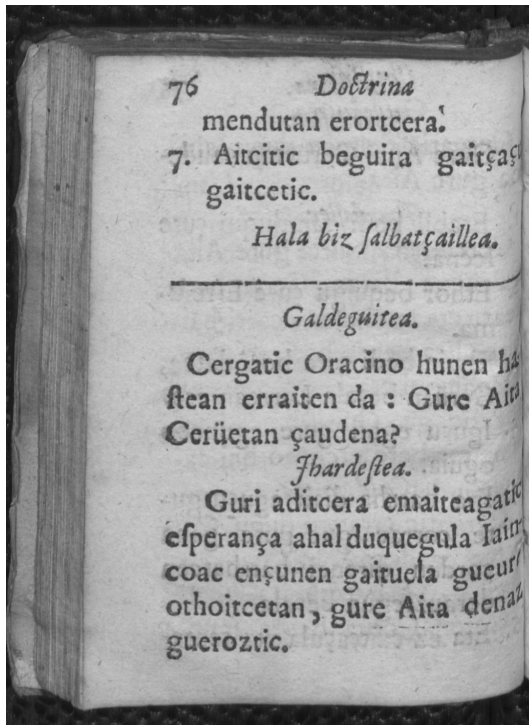 76 Doctrina
mendutan erortcera.
7. Aitcitic beguira gaitçaçu
gaitcetic.
Hala biz ſalbatçaillea.
Galdeguitea.
Cergatic Oracino hunen ha-
ſtean erraiten da : Gure Aita
Cerüetan çaudena?
Jhardeſtea.
Guri aditcera emaiteagatic
eſperança ahal duquegula Iain-
coac ençunen gaituela gueurr
othoitcetan, gure Aita denaz
gueroztic.